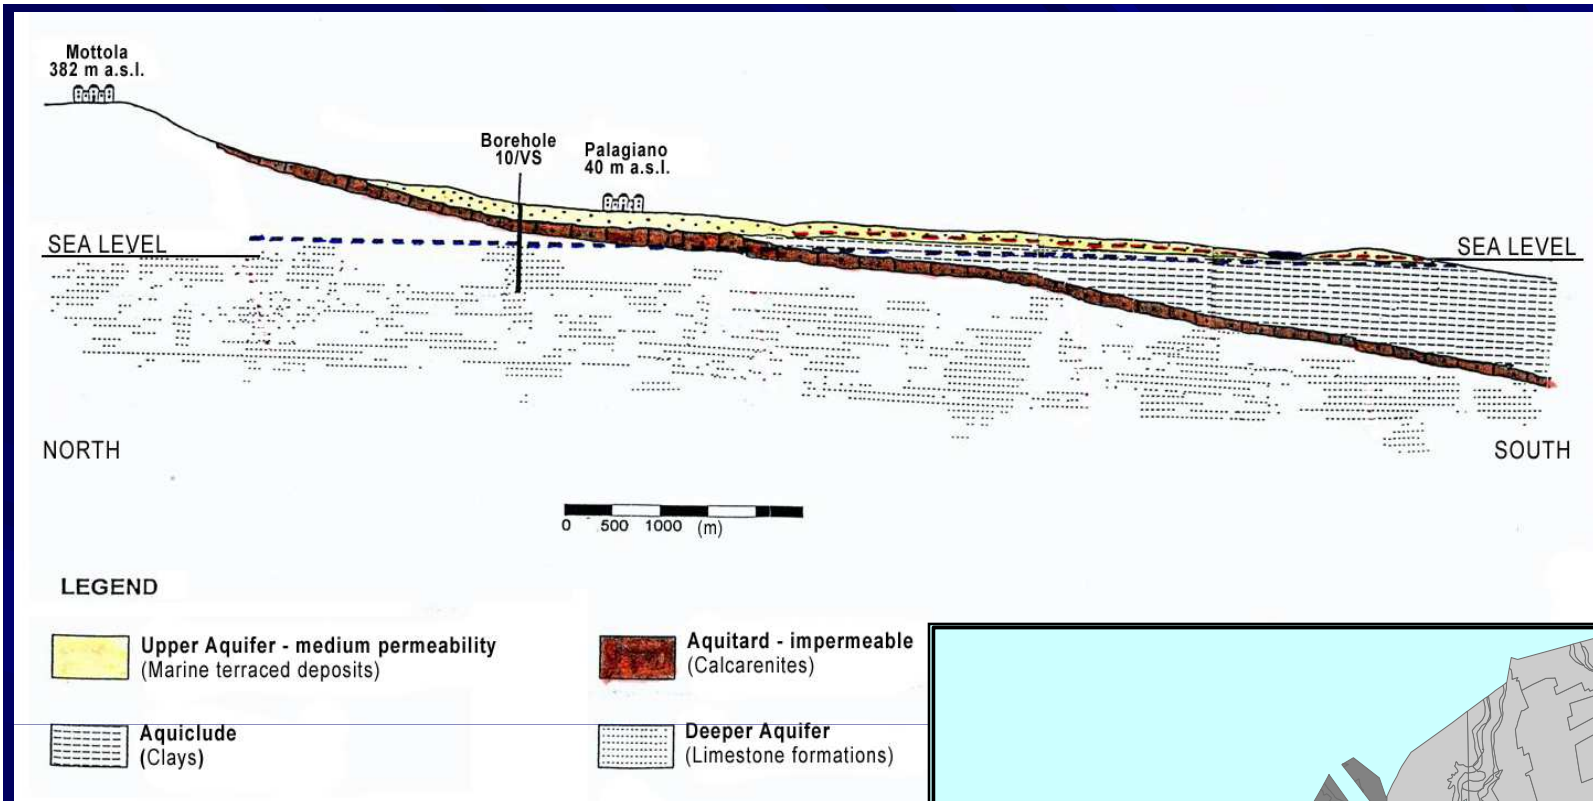 Mottola
382 m a.s.l.
Borehole
10/VS
Palagiano
40 m a.s.l.
SEA LEVEL
SEA LEVEL
NORTH
SOUTH
0 500 1000 (m)
LEGEND
Upper Aquifer - medium permeability
(Marine terraced deposits)
Aquitard - impermeable
(Calcarenites)
Aquiclude
(Clays)
Deeper Aquifer
(Limestone formations)